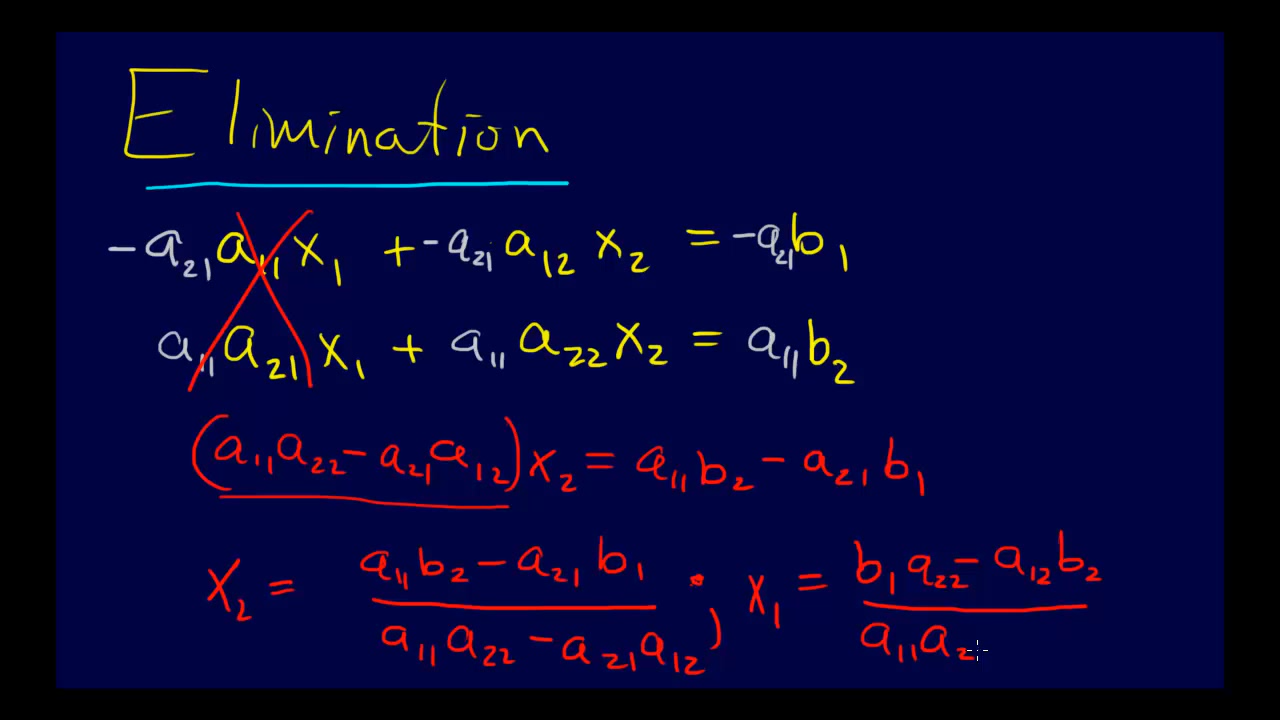 Elimination
-a₂₁a₁₁x₁ + -a₂₁a₁₂x₂ = -a₂₁b₁
a₁₁a₂₁x₁ + a₁₁a₂₂x₂ = a₁₁b₂
(a₁₁a₂₂ - a₂₁a₁₂)x₂ = a₁₁b₂ - a₂₁b₁
x₂ = (a₁₁b₂ - a₂₁b₁)/(a₁₁a₂₂ - a₂₁a₁₂) ; x₁ = (b₁a₂₂ - a₁₂b₂)/(a₁₁a₂